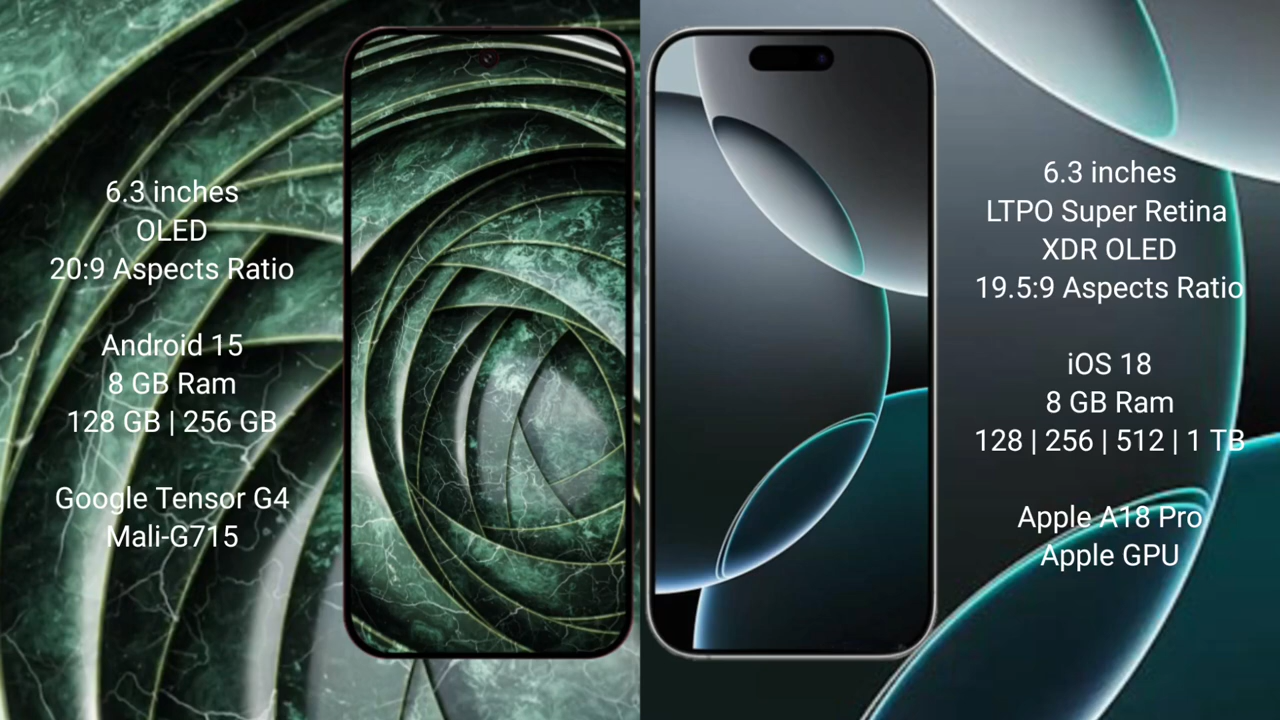 6.3 inches
OLED
20:9 Aspects Ratio
Android 15
8 GB Ram
128 GB | 256 GB
Google Tensor G4
Mali-G715
6.3 inches
LTPO Super Retina
XDR OLED
19.5:9 Aspects Ratio
iOS 18
8 GB Ram
128 | 256 | 512 | 1 TB
Apple A18 Pro
Apple GPU